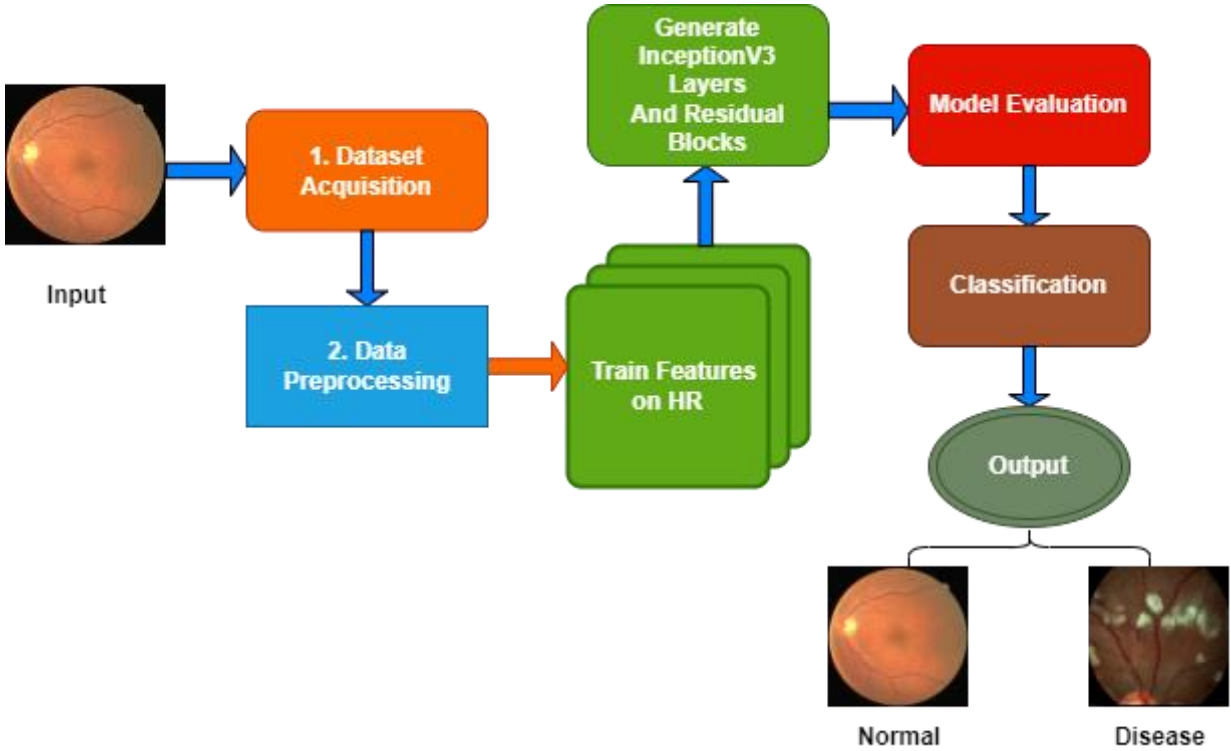 Input
1. Dataset
Acquisition
2. Data
Preprocessing
Train Features
on HR
Generate
InceptionV3
Layers
And Residual
Blocks
Model Evaluation
Classification
Output
Normal
Disease